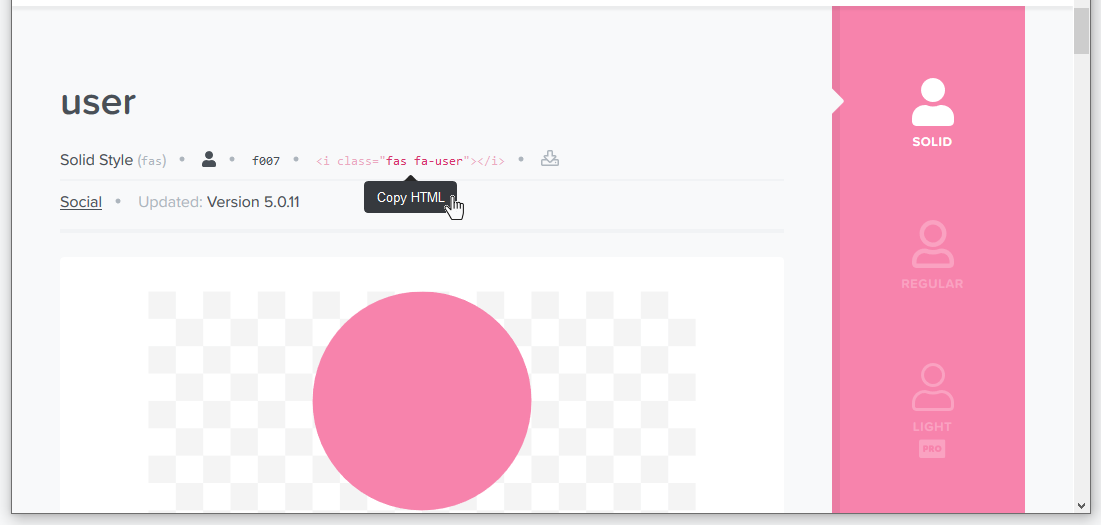 user
Solid Style (fas) • • f007 • <i class="fas fa-user"></i> •
Copy HTML
Social • Updated: Version 5.0.11
SOLID
REGULAR
LIGHT
PRO